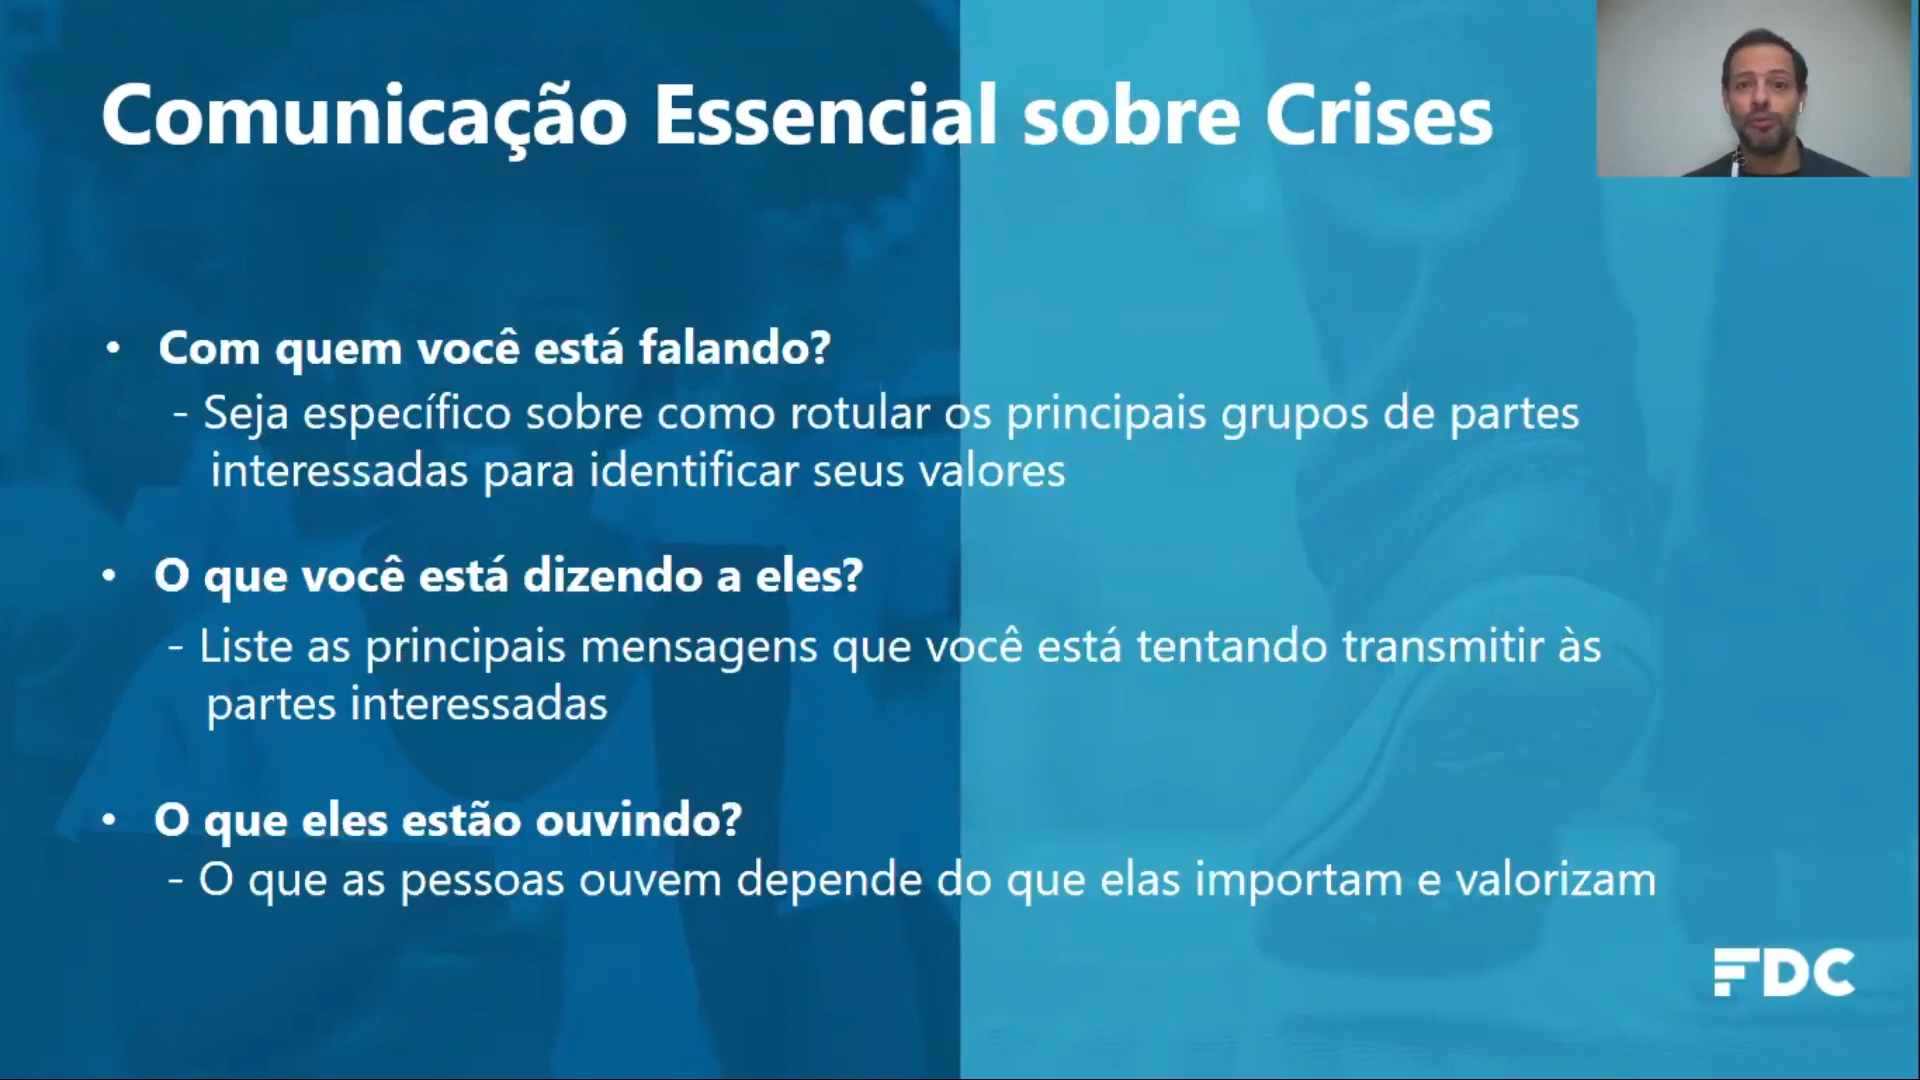 Comunicação Essencial sobre Crises
• Com quem você está falando?
- Seja específico sobre como rotular os principais grupos de partes
interessadas para identificar seus valores
• O que você está dizendo a eles?
- Liste as principais mensagens que você está tentando transmitir às
partes interessadas
• O que eles estão ouvindo?
- O que as pessoas ouvem depende do que elas importam e valorizam
FDC